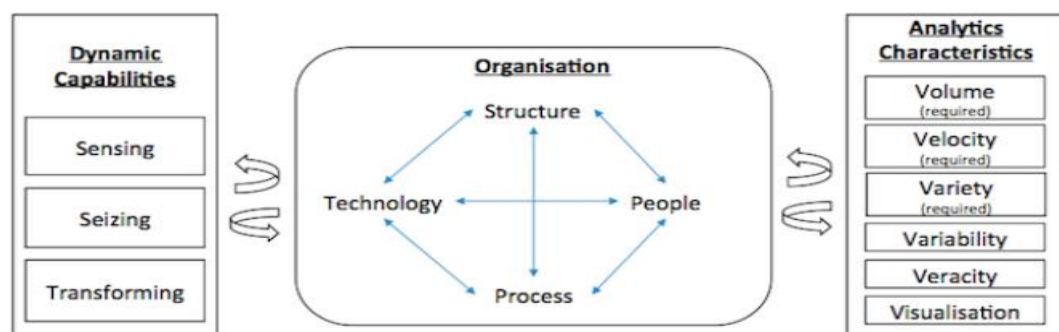 Dynamic
Capabilities
Sensing
Seizing
Transforming
Organisation
Structure
Technology
People
Process
Analytics
Characteristics
Volume
(required)
Velocity
(required)
Variety
(required)
Variability
Veracity
Visualisation